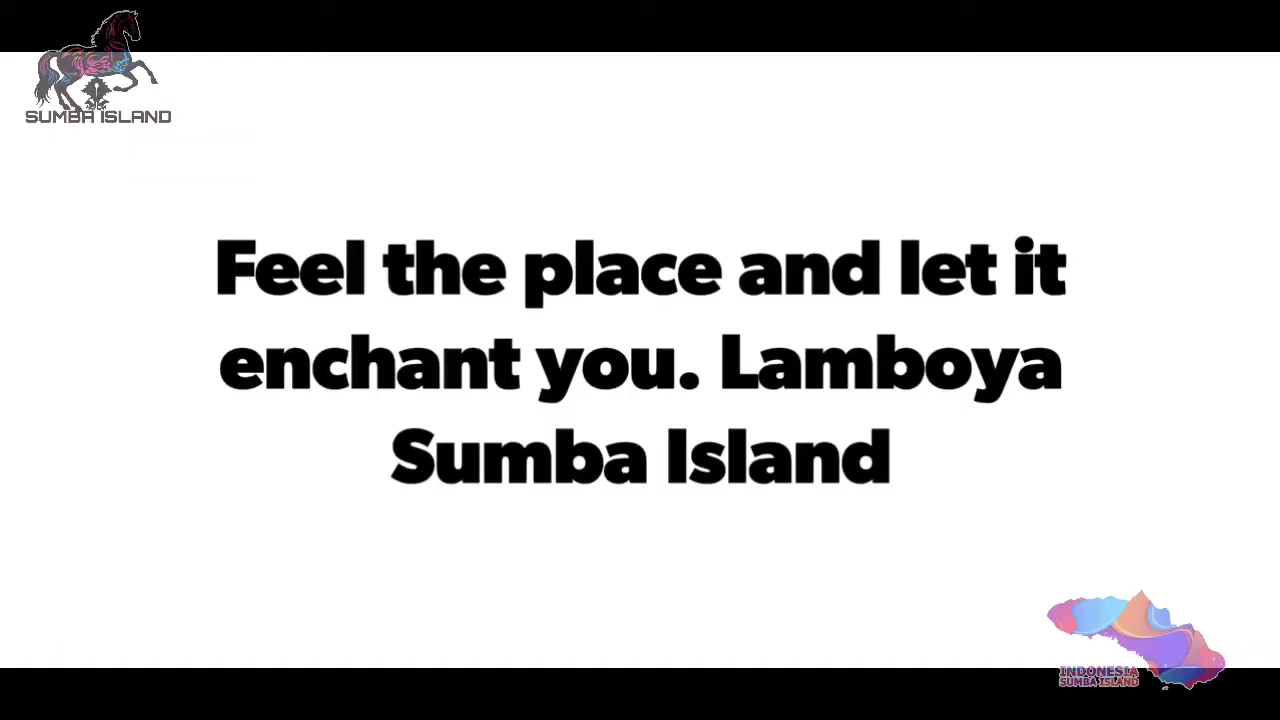 SUMBA ISLAND
Feel the place and let it
enchant you. Lamboya
Sumba Island
INDONESIA
SUMBA ISLAND